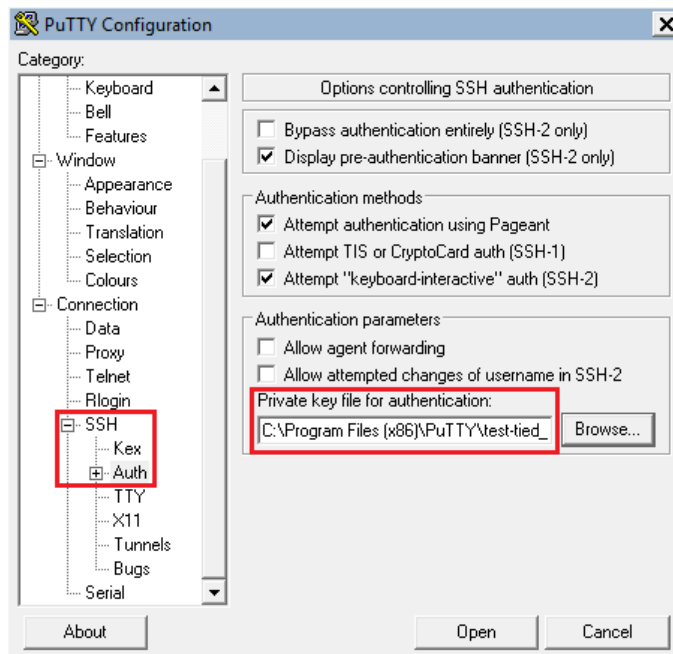 PuTTY Configuration
Category:
Keyboard
Bell
Features
Window
Appearance
Behaviour
Translation
Selection
Colours
Connection
Data
Proxy
Telnet
Rlogin
SSH
Kex
Auth
TTY
X11
Tunnels
Bugs
Serial
Options controlling SSH authentication
Bypass authentication entirely (SSH-2 only)
Display pre-authentication banner (SSH-2 only)
Authentication methods
Attempt authentication using Pageant
Attempt TIS or CryptoCard auth (SSH-1)
Attempt "keyboard-interactive" auth (SSH-2)
Authentication parameters
Allow agent forwarding
Allow attempted changes of username in SSH-2
Private key file for authentication:
C:\Program Files (x86)\PuTTY\test-tied_
Browse...
About
Open
Cancel